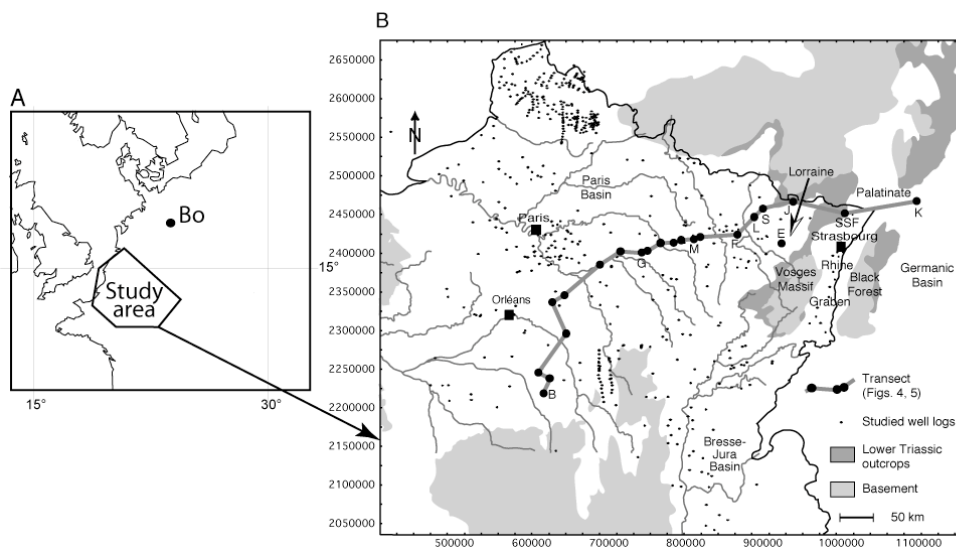 A
Bo
Study
area
15°
15°
30°
B
2650000
2600000
2550000
2500000
2450000
2400000
2350000
2300000
2250000
2200000
2150000
2100000
2050000
N
Paris
Basin
Lorraine
Palatinate
Paris
S
L
E
SSF
K
Strasbourg
G
M
F
Vosges
Massif
Rhine
Graben
Black
Forest
Germanic
Basin
Orléans
B
Bresse-
Jura
Basin
Transect
(Figs. 4, 5)
Studied well logs
Lower Triassic
outcrops
Basement
50 km
500000
600000
700000
800000
900000
1000000
1100000